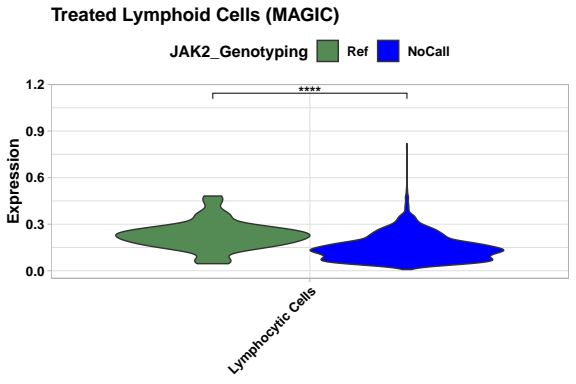 Treated Lymphoid Cells (MAGIC)
JAK2_Genotyping Ref NoCall
1.2
****
0.9
0.6
0.3
0.0
Expression
Lymphocytic Cells